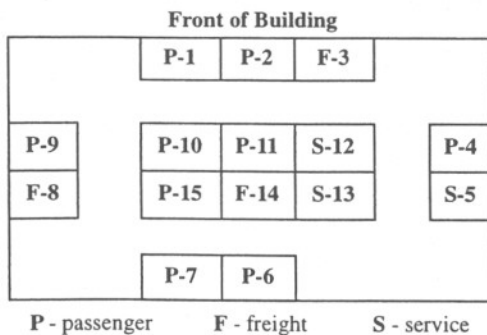 Front of Building
P-1 P-2 F-3
P-9 P-10 P-11 S-12 P-4
F-8 P-15 F-14 S-13 S-5
P-7 P-6
P - passenger F - freight S - service